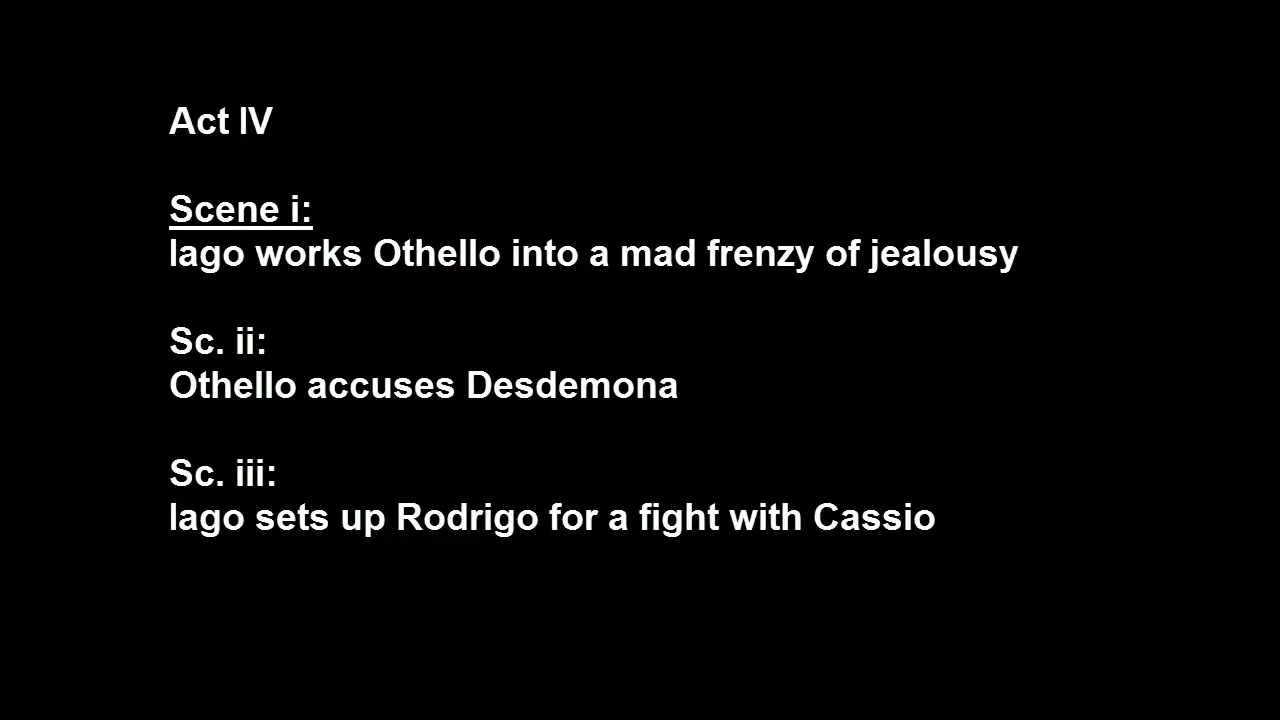 Act IV
Scene i:
Iago works Othello into a mad frenzy of jealousy
Sc. ii:
Othello accuses Desdemona
Sc. iii:
Iago sets up Rodrigo for a fight with Cassio